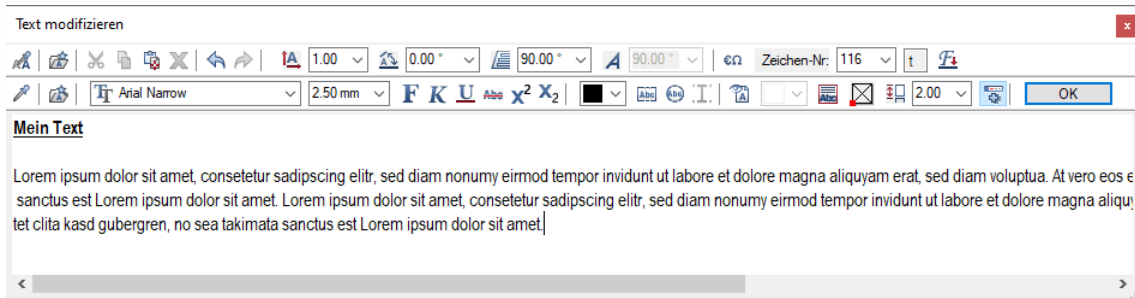 Text modifizieren
1.00 0.00 ° 90.00 ° A 90.00 ° εΩ Zeichen-Nr: 116 t
Arial Narrow 2.50 mm F K U Abc X² X₂ Abc Abc A Abc 2.00 OK
Mein Text
Lorem ipsum dolor sit amet, consetetur sadipscing elitr, sed diam nonumy eirmod tempor invidunt ut labore et dolore magna aliquyam erat, sed diam voluptua. At vero eos
sanctus est Lorem ipsum dolor sit amet. Lorem ipsum dolor sit amet, consetetur sadipscing elitr, sed diam nonumy eirmod tempor invidunt ut labore et dolore magna
tet clita kasd gubergren, no sea takimata sanctus est Lorem ipsum dolor sit amet.